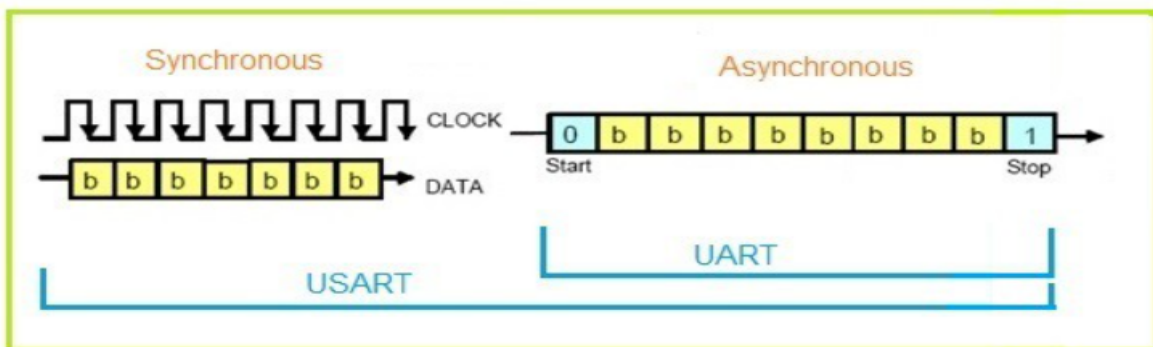 Synchronous
CLOCK
b b b b b b b
DATA
Asynchronous
0 b b b b b b b b 1
Start
Stop
UART
USART